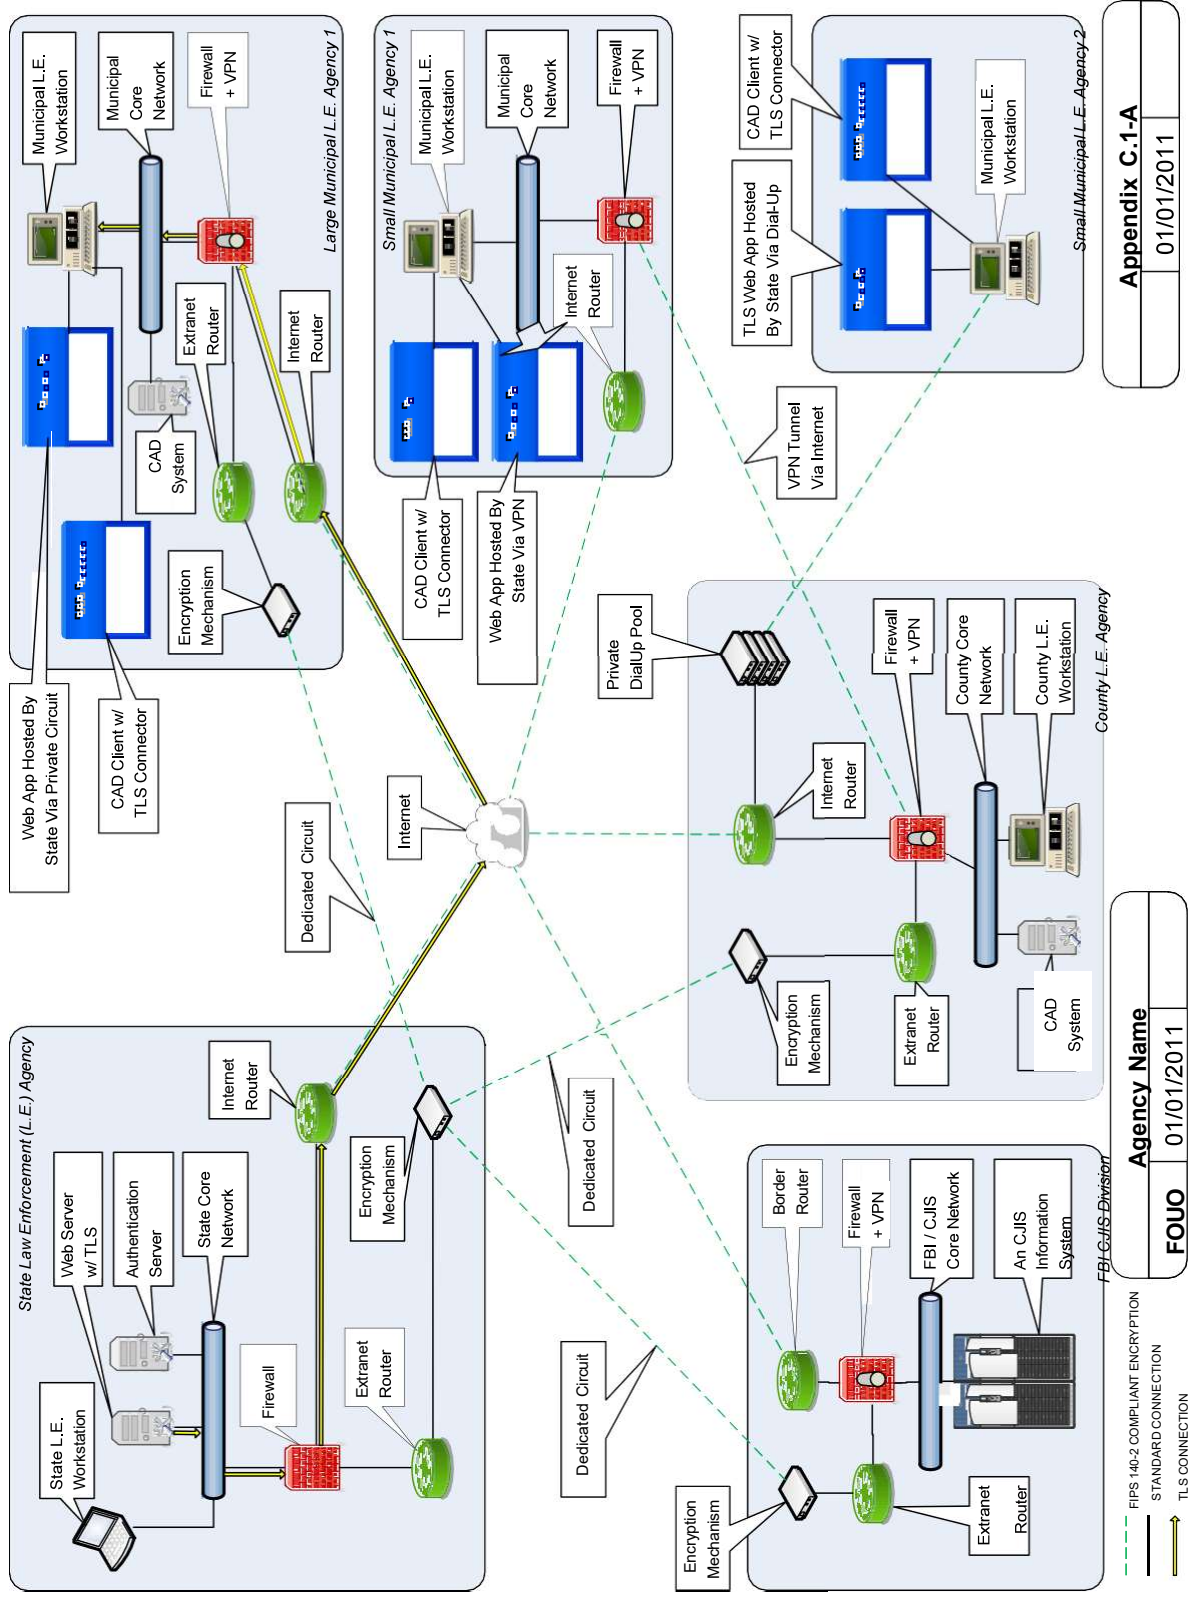 State Law Enforcement (L.E.) Agency
State L.E.
Workstation
Web Server
w/ TLS
Authentication
Server
State Core
Network
Firewall
Internet
Router
Extranet
Router
Encryption
Mechanism
Web App Hosted By
State Via Private Circuit
CAD Client w/
TLS Connector
Dedicated Circuit
Internet
Municipal L.E.
Workstation
Municipal
Core
Network
Firewall
+ VPN
CAD
System
Extranet
Router
Internet
Router
Encryption
Mechanism
Large Municipal L.E. Agency 1
Small Municipal L.E. Agency 1
Municipal L.E.
Workstation
Municipal
Core
Network
Firewall
+ VPN
Internet
Router
CAD Client w/
TLS Connector
Web App Hosted By
State Via VPN
CAD Client w/
TLS Connector
TLS Web App Hosted
By State Via Dial-Up
Municipal L.E.
Workstation
Small Municipal L.E. Agency 2
VPN Tunnel
Via Internet
Private
DialUp Pool
Internet
Router
Firewall
+ VPN
County Core
Network
County L.E.
Workstation
County L.E. Agency
Encryption
Mechanism
Extranet
Router
CAD
System
Dedicated Circuit
Dedicated Circuit
Border
Router
Firewall
+ VPN
FBI / CJIS
Core Network
An CJIS
Information
System
FBI CJIS Division
Encryption
Mechanism
Extranet
Router
FIPS 140-2 COMPLIANT ENCRYPTION
STANDARD CONNECTION
TLS CONNECTION
Agency Name
FOUO
01/01/2011
Appendix C.1-A
01/01/2011